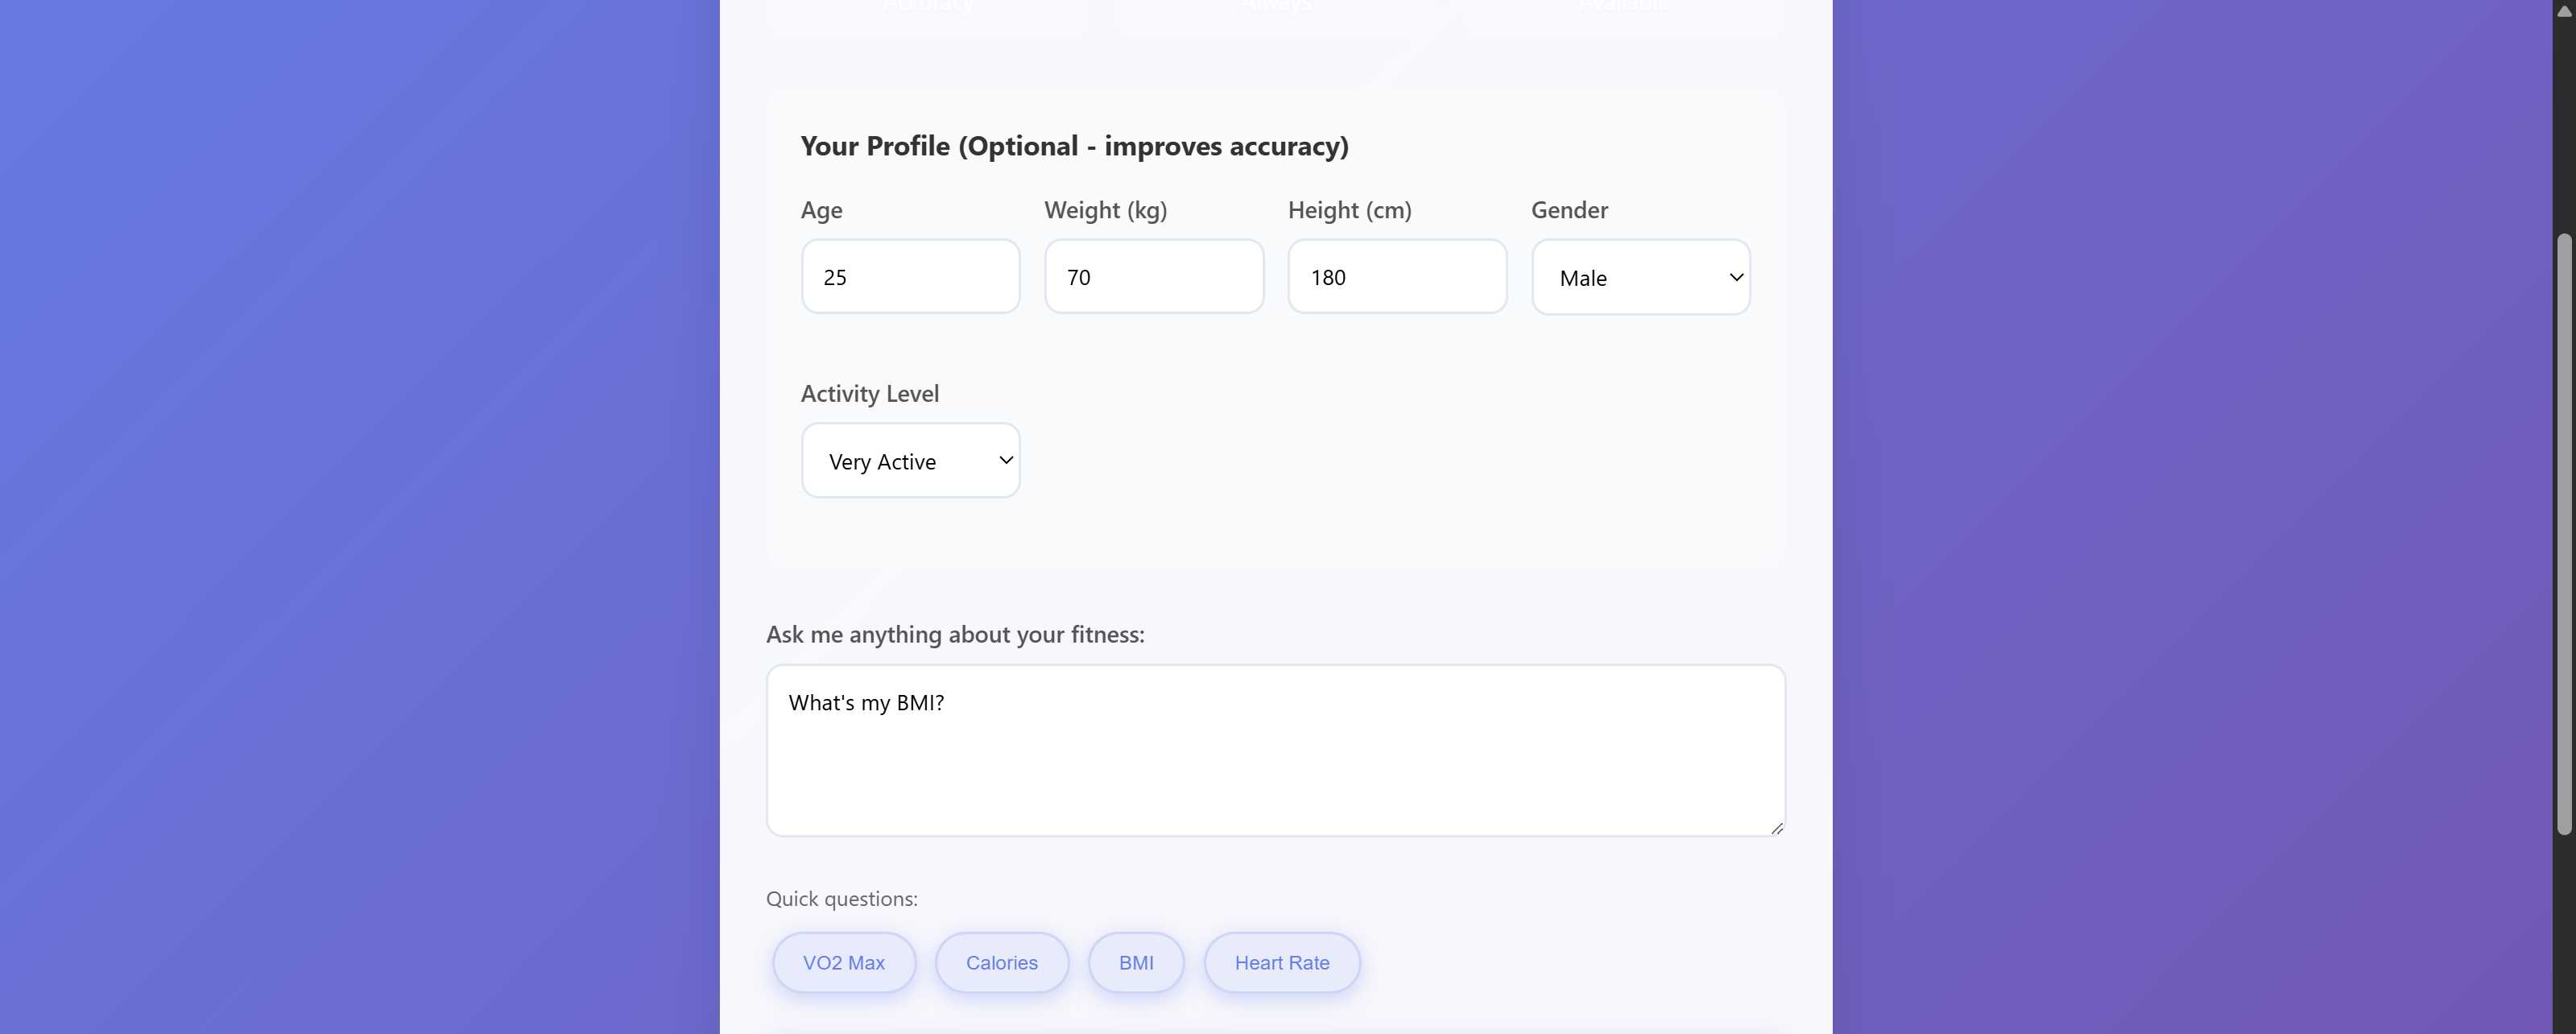 Accuracy Always Available
Your Profile (Optional - improves accuracy)
Age Weight (kg) Height (cm) Gender
25 70 180 Male
Activity Level
Very Active
Ask me anything about your fitness:
What's my BMI?
Quick questions:
VO2 Max Calories BMI Heart Rate